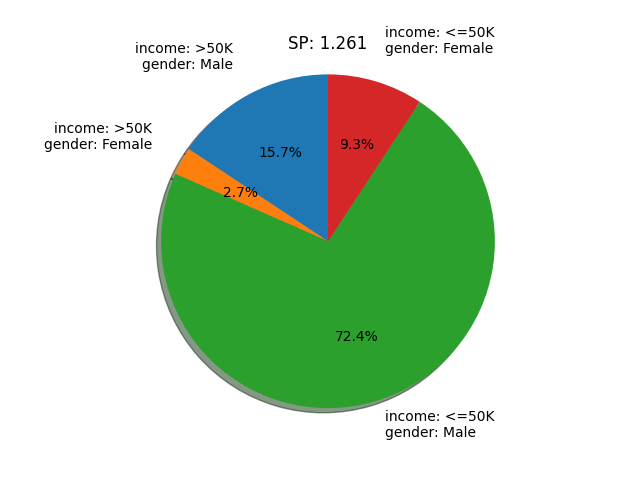 SP: 1.261
income: <=50K
gender: Female
income: >50K
gender: Male
income: >50K
gender: Female
15.7%
9.3%
2.7%
72.4%
income: <=50K
gender: Male